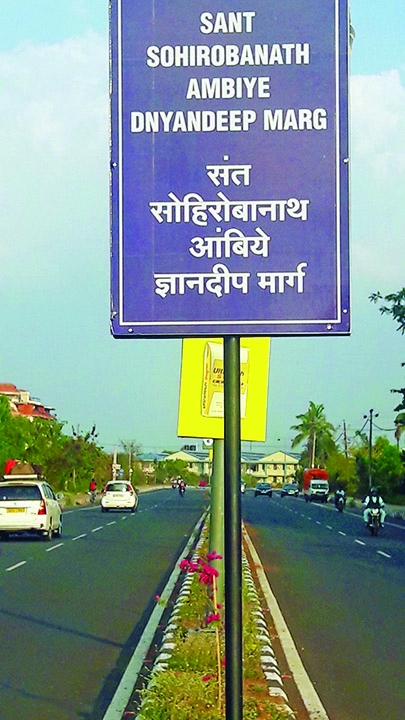 SANT
SOHIROBANATH
AMBIYE
DNYANDEEP MARG
संत
सोहिरोबानाथ
आंबिये
ज्ञानदीप मार्ग